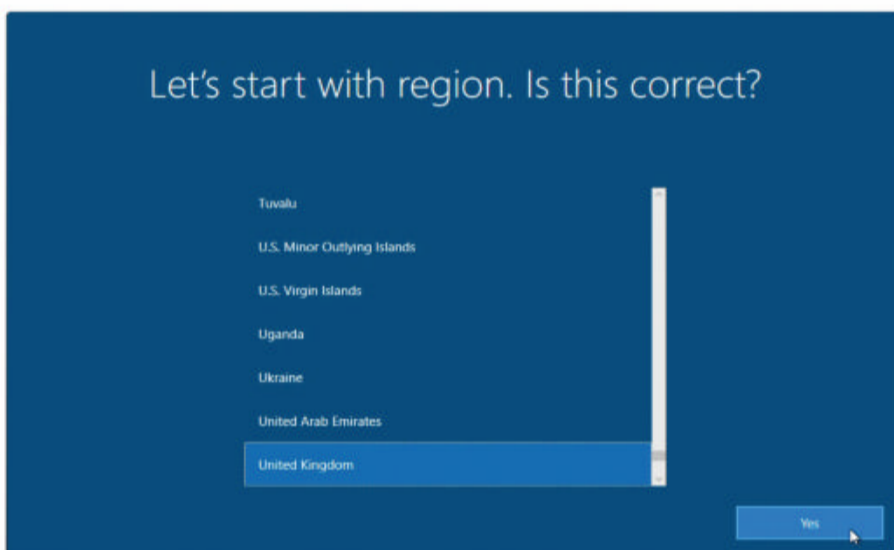 Let's start with region. Is this correct?
Tuvalu
U.S. Minor Outlying Islands
U.S. Virgin Islands
Uganda
Ukraine
United Arab Emirates
United Kingdom
Yes